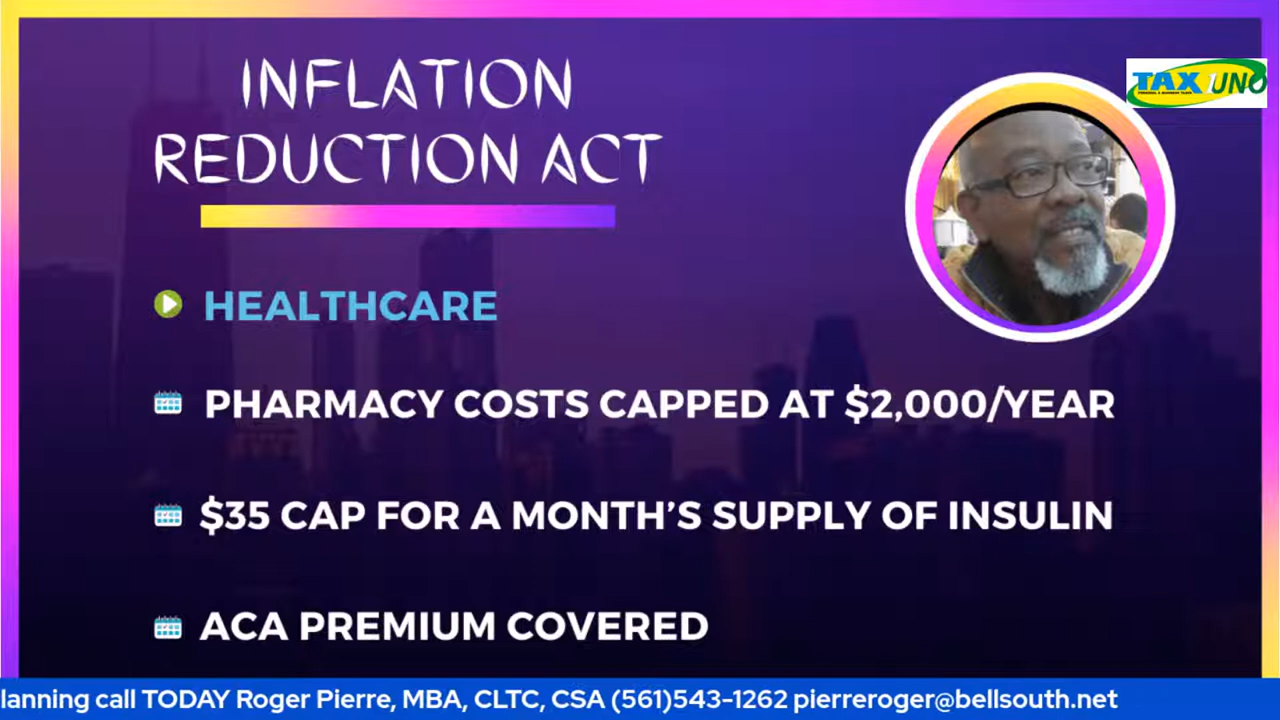 INFLATION
REDUCTION ACT
TAX UNO
HEALTHCARE
PHARMACY COSTS CAPPED AT $2,000/YEAR
$35 CAP FOR A MONTH'S SUPPLY OF INSULIN
ACA PREMIUM COVERED
lanning call TODAY Roger Pierre, MBA, CLTC, CSA (561)543-1262 pierreroger@bellsouth.net